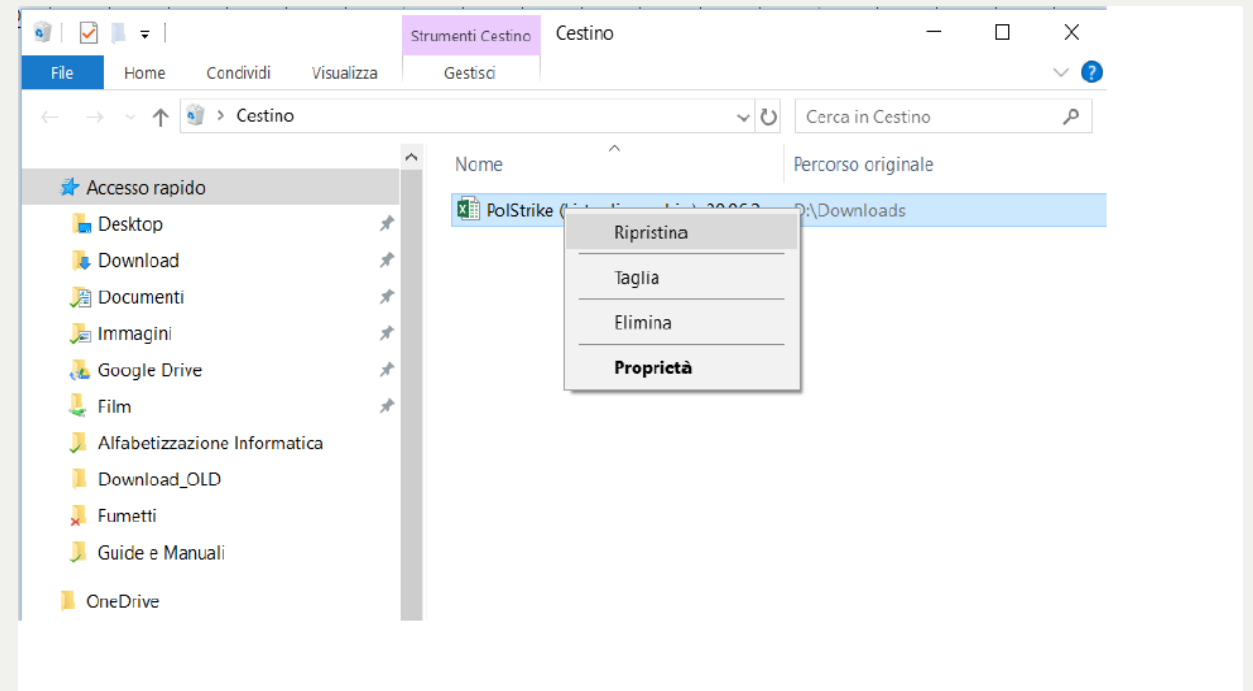 Strumenti Cestino
Cestino
File
Home
Condividi
Visualizza
Gestisci
Cestino
Cerca in Cestino
Nome
Percorso originale
Accesso rapido
PolStrike
D:\Downloads
Desktop
Ripristina
Download
Taglia
Documenti
Elimina
Immagini
Proprietà
Google Drive
Film
Alfabetizzazione Informatica
Download_OLD
Fumetti
Guide e Manuali
OneDrive